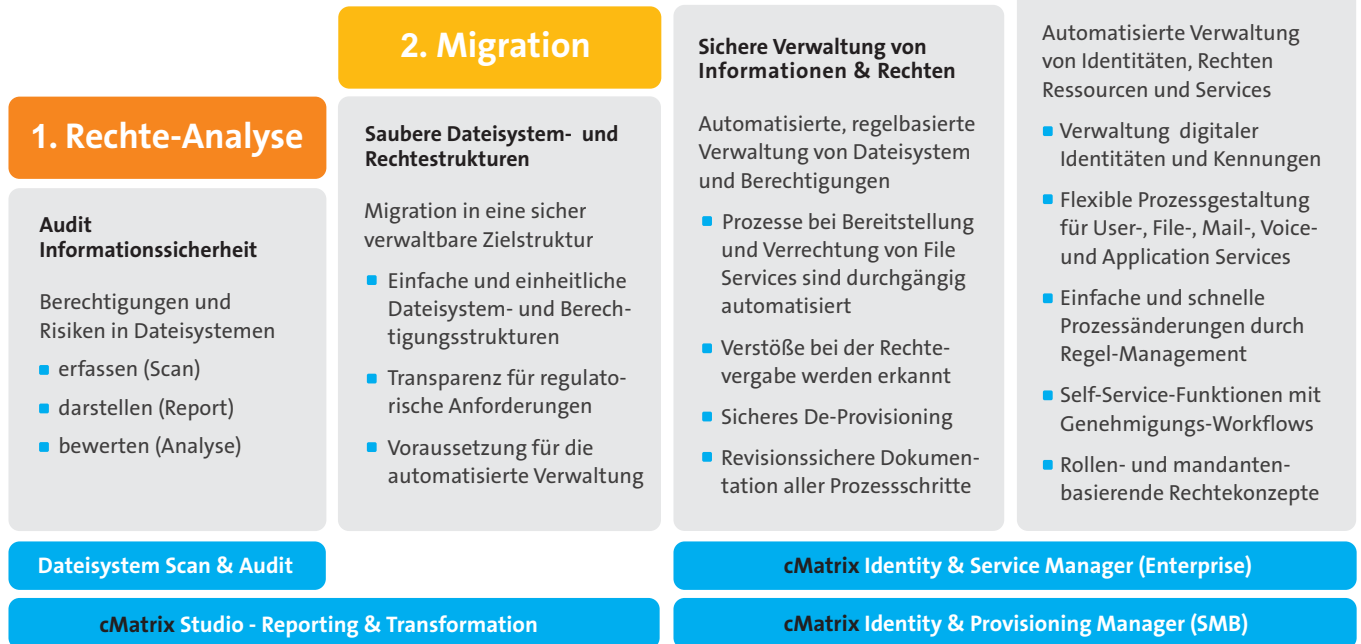 1. Rechte-Analyse
Audit
Informationssicherheit
Berechtigungen und
Risiken in Dateisystemen
erfassen (Scan)
darstellen (Report)
bewerten (Analyse)
2. Migration
Saubere Dateisystem- und
Rechtestrukturen
Migration in eine sicher
verwaltbare Zielstruktur
Einfache und einheitliche
Dateisystem- und Berech-
tigungsstrukturen
Transparenz für regulato-
rische Anforderungen
Voraussetzung für die
automatisierte Verwaltung
Sichere Verwaltung von
Informationen & Rechten
Automatisierte, regelbasierte
Verwaltung von Dateisystem
und Berechtigungen
Prozesse bei Bereitstellung
und Verrechtung von File
Services sind durchgängig
automatisiert
Verstöße bei der Rechte-
vergabe werden erkannt
Sicheres De-Provisioning
Revisionssichere Dokumen-
tation aller Prozessschritte
Automatisierte Verwaltung
von Identitäten, Rechten
Ressourcen und Services
Verwaltung digitaler
Identitäten und Kennungen
Flexible Prozessgestaltung
für User-, File-, Mail-, Voice-
und Application Services
Einfache und schnelle
Prozessänderungen durch
Regel-Management
Self-Service-Funktionen mit
Genehmigungs-Workflows
Rollen- und mandanten-
basierende Rechtekonzepte
Dateisystem Scan & Audit
cMatrix Identity & Service Manager (Enterprise)
cMatrix Studio - Reporting & Transformation
cMatrix Identity & Provisioning Manager (SMB)